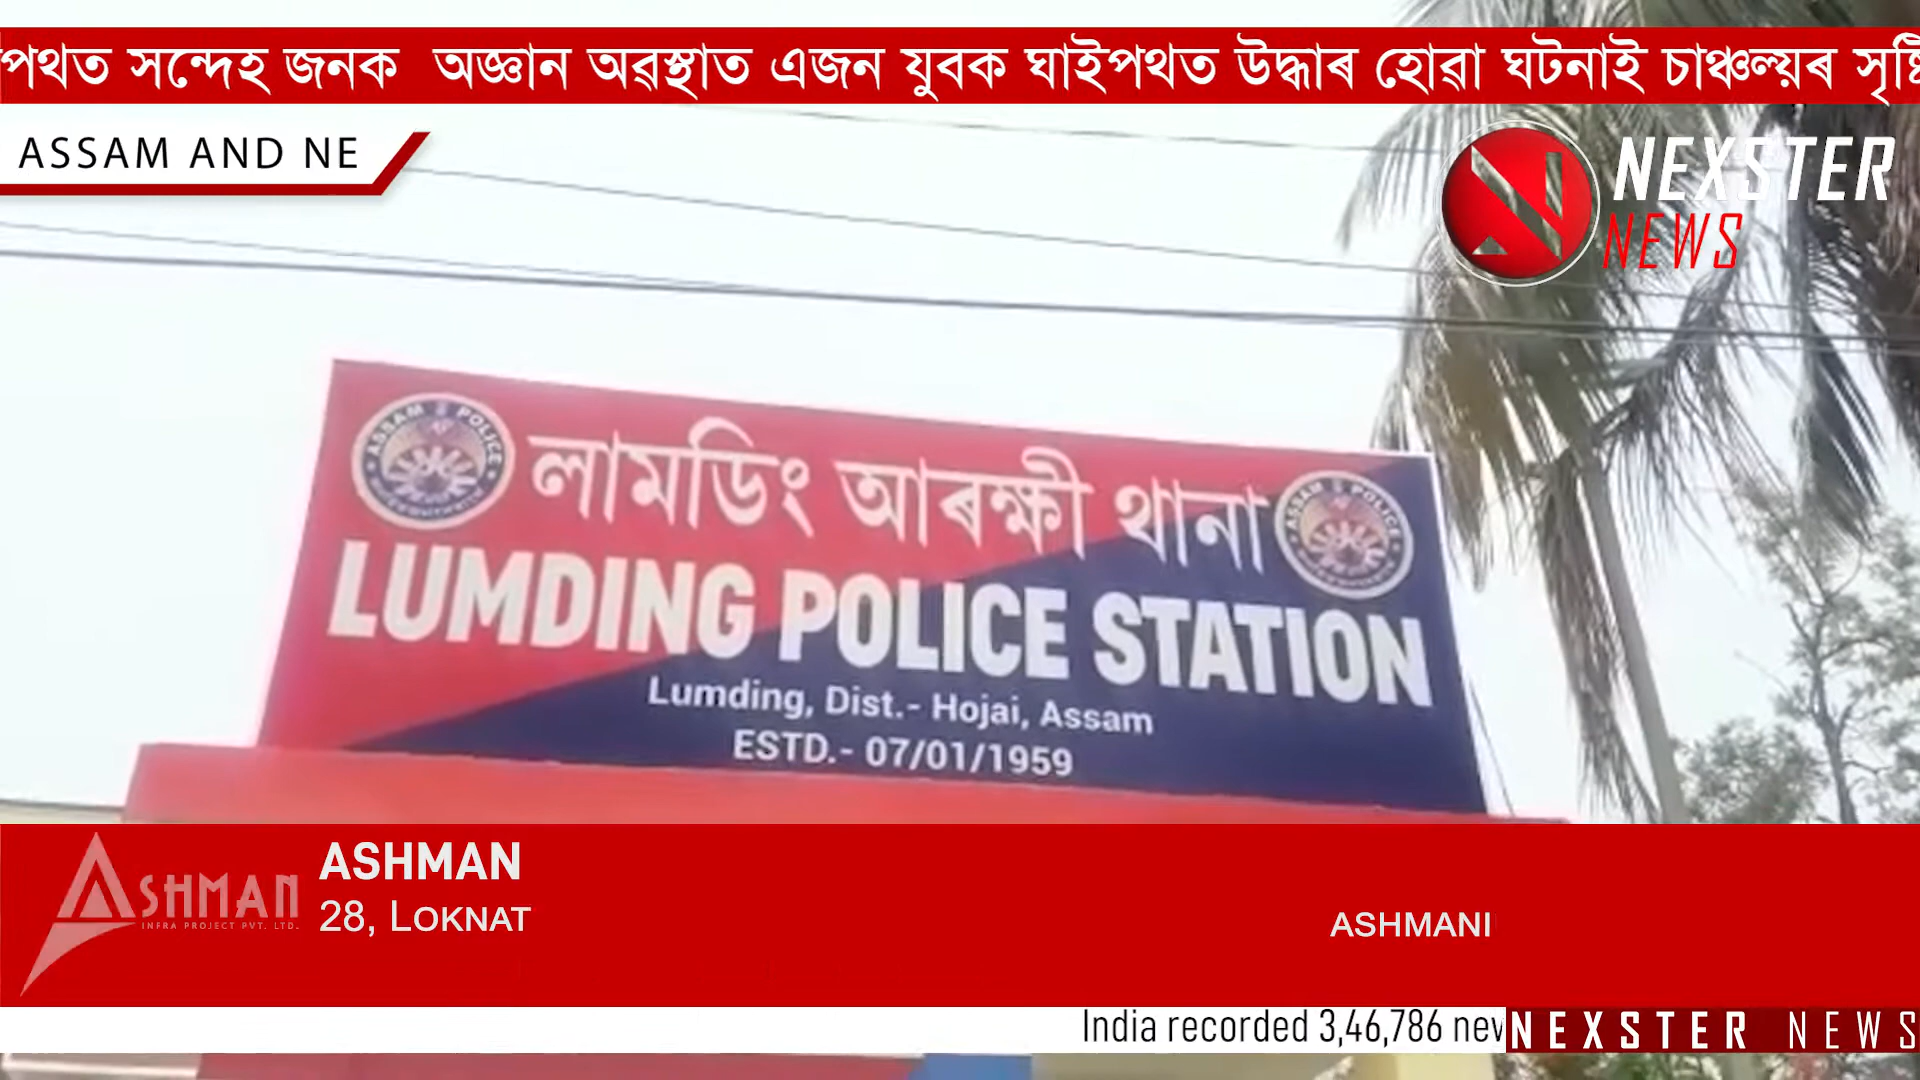 পথত সন্দেহ জনক অজ্ঞান অৱস্থাত এজন যুবক ঘাইপথত উদ্ধাৰ হোৱা ঘটনাই চাঞ্চল্য়ৰ সৃষ্টি
ASSAM AND NE
NEXSTER
NEWS
ASSAM POLICE
লামডিং আৰক্ষী থানা
ASSAM POLICE
LUMDING POLICE STATION
Lumding, Dist.- Hojai, Assam
ESTD.- 07/01/1959
ASHMAN
INFRA PROJECT PVT. LTD.
ASHMAN
28, LOKNAT
ASHMANI
India recorded 3,46,786 new
NEXSTER NEWS